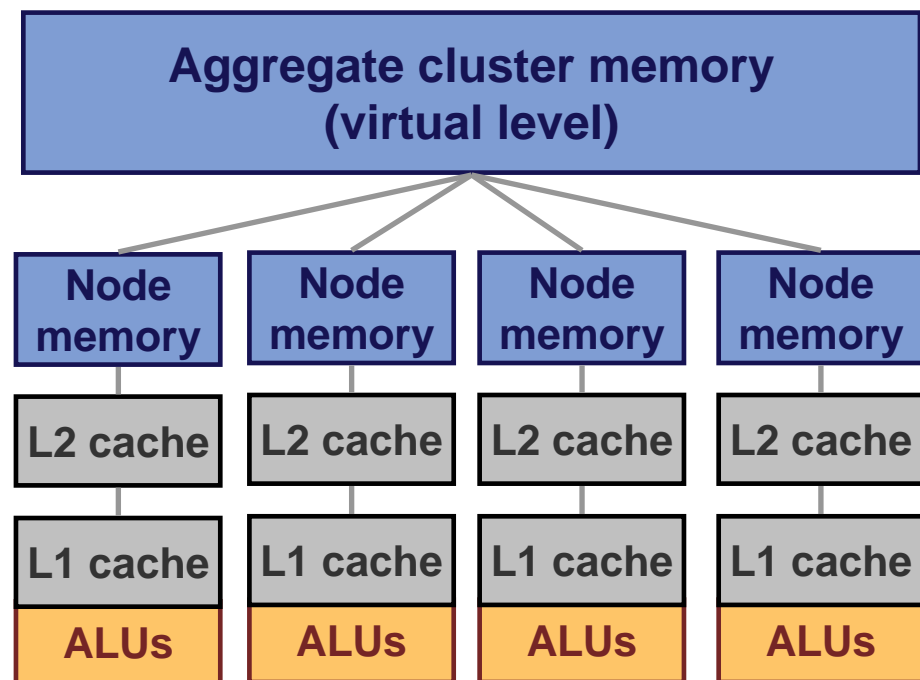 Aggregate cluster memory
(virtual level)
Node
memory
Node
memory
Node
memory
Node
memory
L2 cache
L2 cache
L2 cache
L2 cache
L1 cache
L1 cache
L1 cache
L1 cache
ALUs
ALUs
ALUs
ALUs